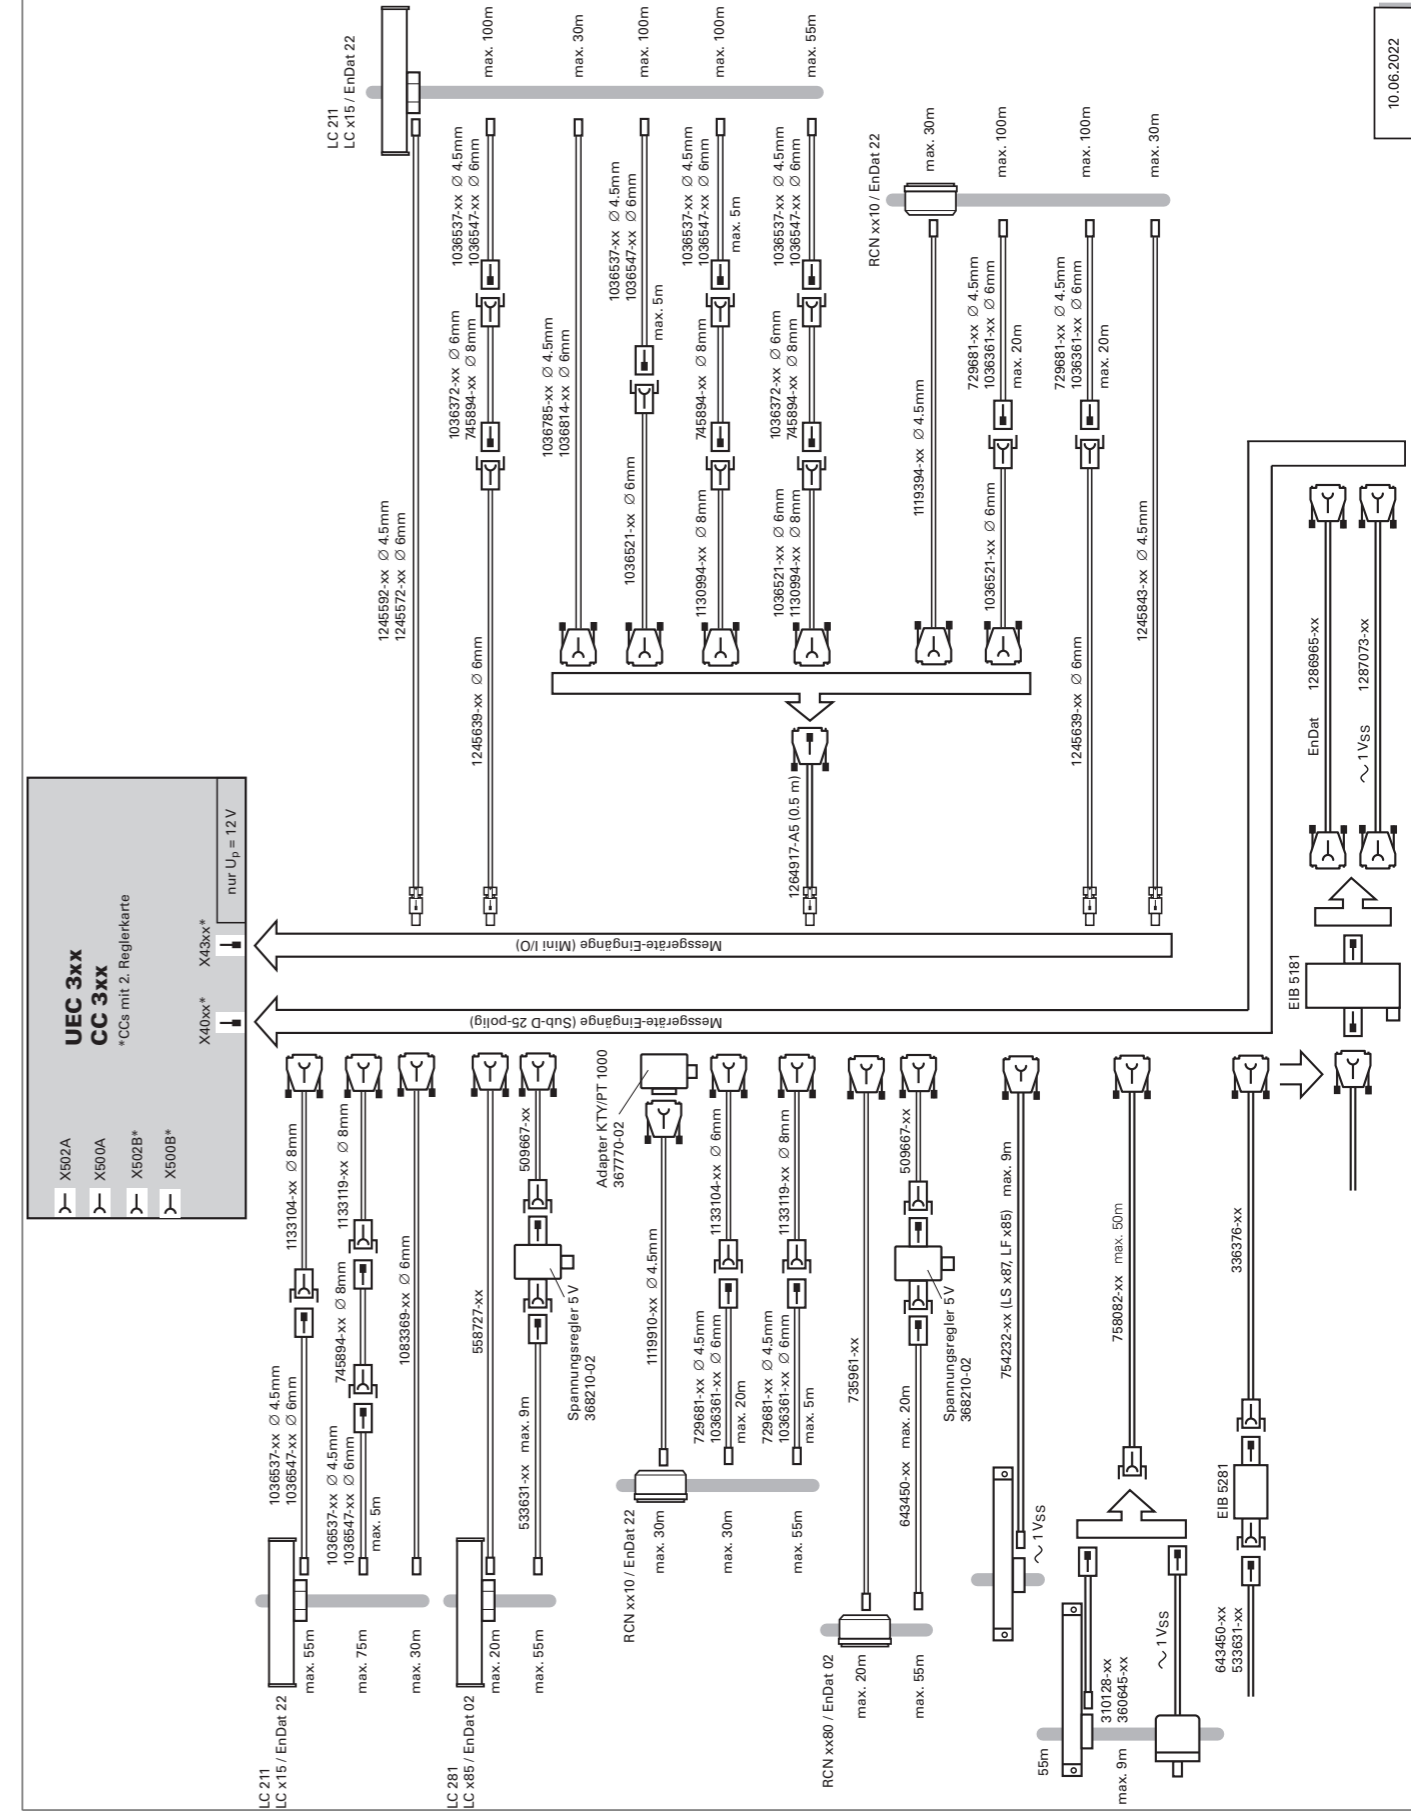 UEC 3xx
CC 3xx
*CCs mit 2. Reglerkarte
X502A
X500A
X502B*
X500B*
X40xx*
X43xx*
nur Up = 12 V
Messgeräte-Eingänge (Mini I/O)
Messgeräte-Eingänge (Sub-D 25-polig)
LC 211
LC x15 / EnDat 22
1245592-xx ∅ 4.5mm
1245572-xx ∅ 6mm
max. 100m
1036537-xx ∅ 4.5mm
1036547-xx ∅ 6mm
1036372-xx ∅ 6mm
745894-xx ∅ 8mm
1245639-xx ∅ 6mm
max. 30m
1036785-xx ∅ 4.5mm
1036814-xx ∅ 6mm
max. 100m
1036537-xx ∅ 4.5mm
1036547-xx ∅ 6mm
max. 5m
1036521-xx ∅ 6mm
max. 100m
1036537-xx ∅ 4.5mm
1036547-xx ∅ 6mm
max. 5m
745894-xx ∅ 8mm
1130994-xx ∅ 8mm
max. 55m
1036537-xx ∅ 4.5mm
1036547-xx ∅ 6mm
1036372-xx ∅ 6mm
745894-xx ∅ 8mm
1036521-xx ∅ 6mm
1130994-xx ∅ 8mm
1264917-A5 (0.5 m)
RCN xx10 / EnDat 22
max. 30m
1119394-xx ∅ 4.5mm
max. 100m
729681-xx ∅ 4.5mm
1036361-xx ∅ 6mm
max. 20m
1036521-xx ∅ 6mm
max. 100m
729681-xx ∅ 4.5mm
1036361-xx ∅ 6mm
max. 20m
1245639-xx ∅ 6mm
max. 30m
1245843-xx ∅ 4.5mm
10.06.2022
EnDat
1286965-xx
~ 1 VSS
1287073-xx
EIB 5181
1133104-xx ∅ 8mm
1036537-xx ∅ 4.5mm
1036547-xx ∅ 6mm
max. 55m
1133119-xx ∅ 8mm
745894-xx ∅ 8mm
1036537-xx ∅ 4.5mm
1036547-xx ∅ 6mm
max. 5m
max. 75m
1083369-xx ∅ 6mm
max. 30m
LC 211
LC x15 / EnDat 22
558727-xx
max. 20m
509667-xx
Spannungsregler 5 V
368210-02
533631-xx max. 9m
max. 55m
LC 281
LC x85 / EnDat 02
Adapter KTY/PT 1000
367770-02
1119910-xx ∅ 4.5mm
max. 30m
1133104-xx ∅ 6mm
729681-xx ∅ 4.5mm
1036361-xx ∅ 6mm
max. 20m
max. 30m
1133119-xx ∅ 8mm
729681-xx ∅ 4.5mm
1036361-xx ∅ 6mm
max. 5m
max. 55m
RCN xx10 / EnDat 22
735961-xx
max. 20m
509667-xx
Spannungsregler 5 V
368210-02
643450-xx max. 20m
max. 55m
RCN xx80 / EnDat 02
754232-xx (LS x87, LF x85) max. 9m
~ 1 VSS
758082-xx max. 50m
310128-xx
360645-xx
~ 1 VSS
55m
max. 9m
336376-xx
EIB 5281
643450-xx
533631-xx